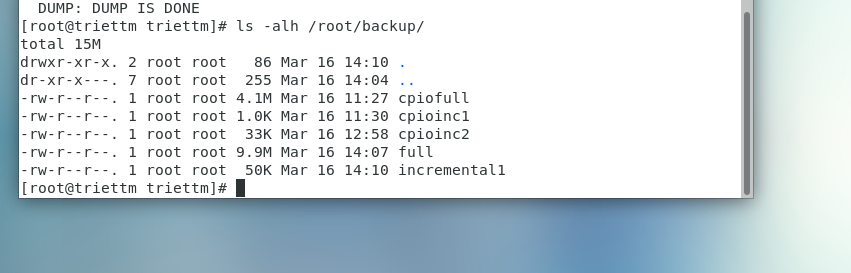 DUMP: DUMP IS DONE
[root@triettm triettm]# ls -alh /root/backup/
total 15M
drwxr-xr-x. 2 root root   86 Mar 16 14:10 .
dr-xr-x---. 7 root root  255 Mar 16 14:04 ..
-rw-r--r--. 1 root root 4.1M Mar 16 11:27 cpiofull
-rw-r--r--. 1 root root 1.0K Mar 16 11:30 cpioinc1
-rw-r--r--. 1 root root  33K Mar 16 12:58 cpioinc2
-rw-r--r--. 1 root root 9.9M Mar 16 14:07 full
-rw-r--r--. 1 root root  50K Mar 16 14:10 incremental1
[root@triettm triettm]#